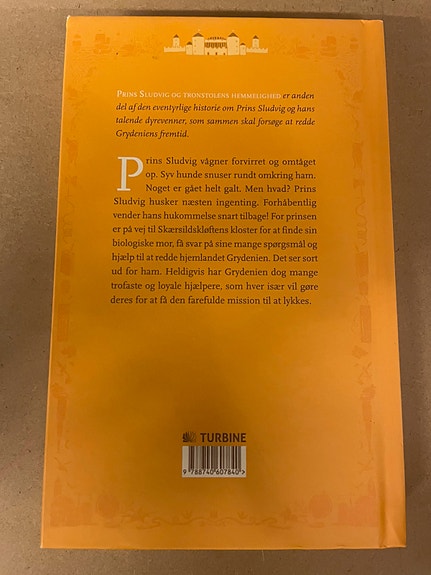 Prins Sludvig og tronstolens hemmelighed er anden
del af den eventyrlige historie om Prins Sludvig og hans
talende dyrevenner, som sammen skal forsøge at redde
Grydeniens fremtid.
Prins Sludvig vågner forvirret og omtåget
op. Syv hunde snuser rundt omkring ham.
Noget er gået helt galt. Men hvad? Prins
Sludvig husker næsten ingenting. Forhåbentlig
vender hans hukommelse snart tilbage! For prinsen
er på vej til Skærsildskløftens kloster for at finde sin
biologiske mor, få svar på sine mange spørgsmål og
hjælp til at redde hjemlandet Grydenien. Det ser sort
ud for ham. Heldigvis har Grydenien dog mange
trofaste og loyale hjælpere, som hver især vil gøre
deres for at få den farefulde mission til at lykkes.
TURBINE
9 788740 607840 >